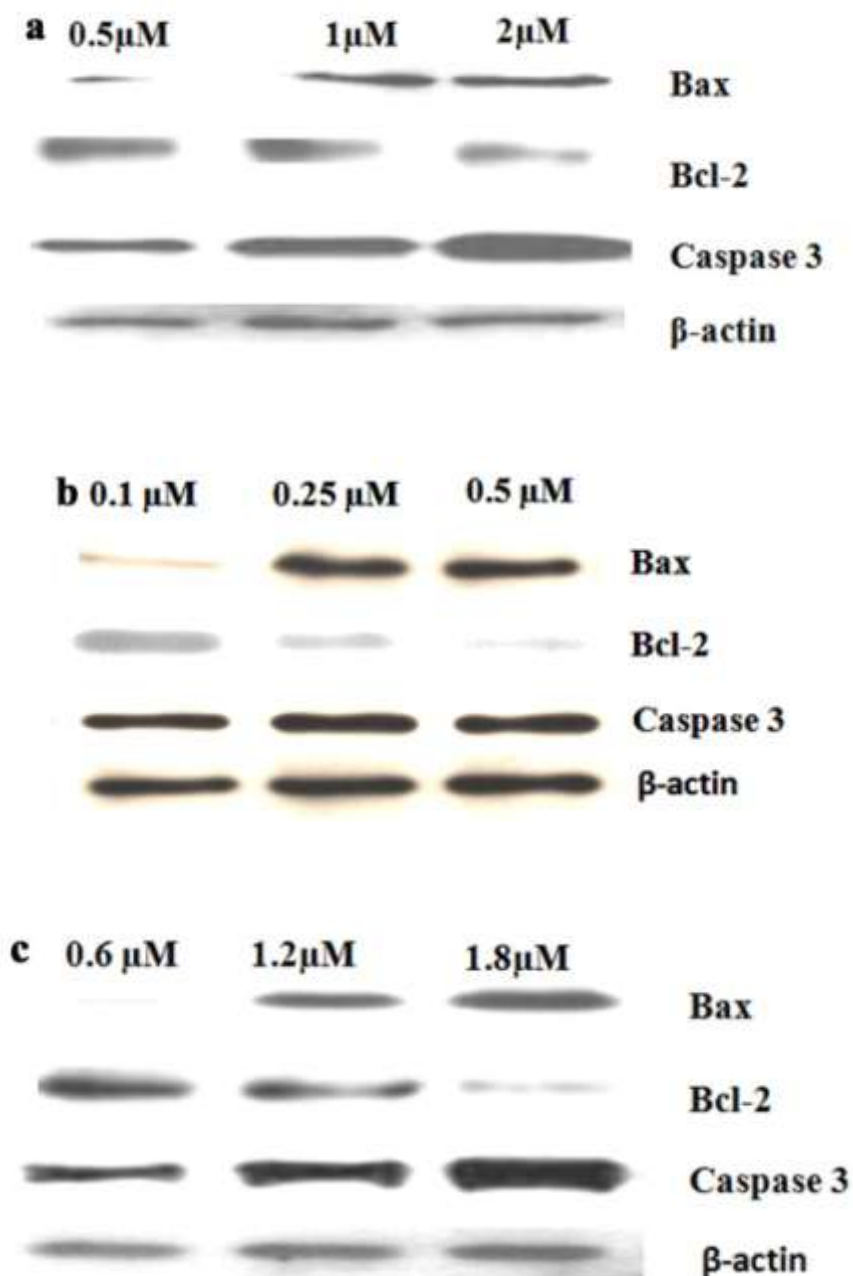 a 0.5μM 1μM 2μM
Bax
Bcl-2
Caspase 3
β-actin
b 0.1 μM 0.25 μM 0.5 μM
Bax
Bcl-2
Caspase 3
β-actin
c 0.6 μM 1.2μM 1.8μM
Bax
Bcl-2
Caspase 3
β-actin